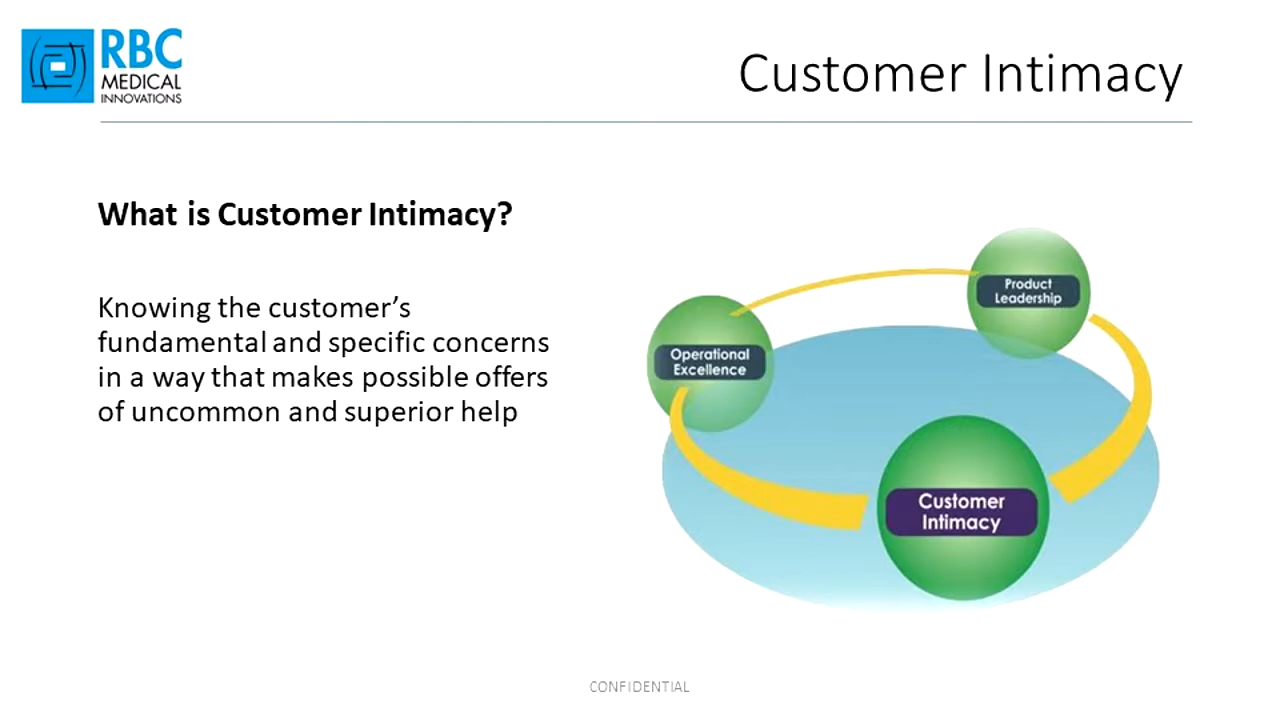 RBC
MEDICAL
INNOVATIONS
Customer Intimacy
What is Customer Intimacy?
Knowing the customer’s
fundamental and specific concerns
in a way that makes possible offers
of uncommon and superior help
Product
Leadership
Operational
Excellence
Customer
Intimacy
CONFIDENTIAL